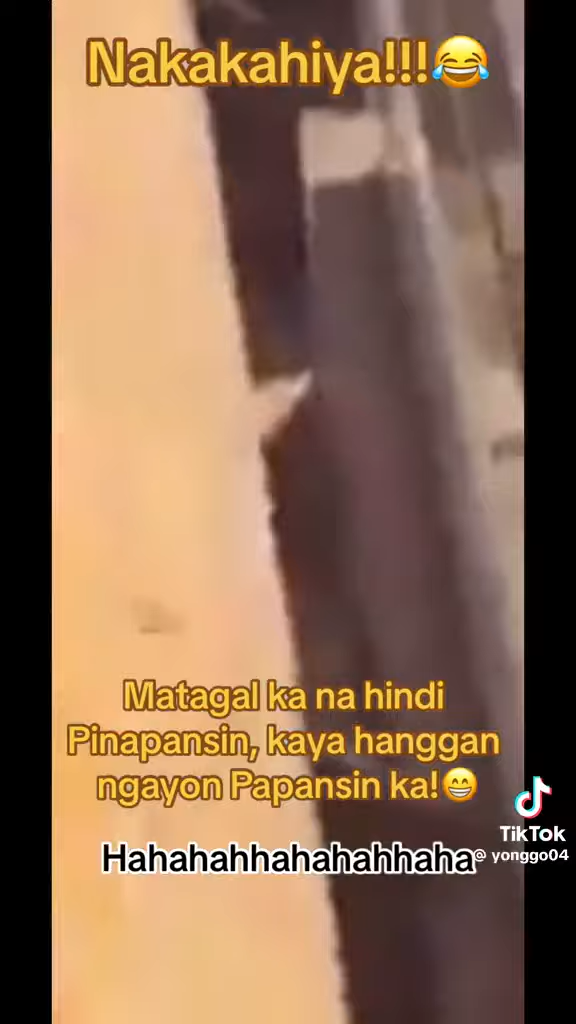 Nakakahiya!!!😂
Matagal ka na hindi
Pinapansin, kaya hanggan
ngayon Papansin ka!😁
Hahahahhahahahhaha
TikTok
@ yonggo04